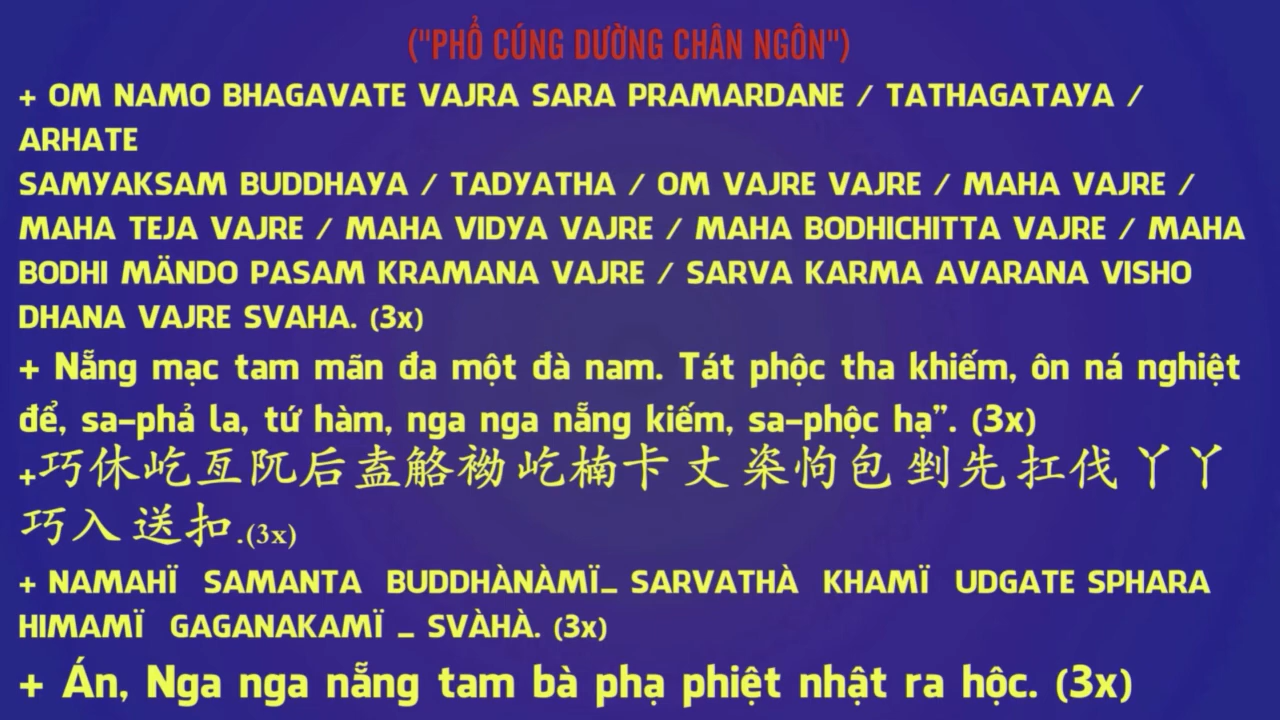 ("PHỔ CÚNG DƯỜNG CHÂN NGÔN")
+ OM NAMO BHAGAVATE VAJRA SARA PRAMARDANE / TATHAGATAYA /
ARHATE
SAMYAKSAM BUDDHAYA / TADYATHA / OM VAJRE VAJRE / MAHA VAJRE /
MAHA TEJA VAJRE / MAHA VIDYA VAJRE / MAHA BODHICHITTA VAJRE / MAHA
BODHI MÄNDO PASAM KRAMANA VAJRE / SARVA KARMA AVARANA VISHO
DHANA VAJRE SVAHA. (3x)
+ Nẵng mạc tam mãn đa một đà nam. Tát phộc tha khiếm, ôn ná nghiệt
để, sa-phả la, tứ hàm, nga nga nẵng kiếm, sa-phộc hạ”. (3x)
+巧休屹亙阢后盍觡袎屹楠卡丈楶怐包剉先扛伐丫丫
巧入送扣.(3x)
+ NAMAHÏ SAMANTA BUDDHÀNÀMÏ_ SARVATHÀ KHAMÏ UDGATE SPHARA
HIMAMÏ GAGANAKAMÏ _ SVÀHÀ. (3x)
+ Án, Nga nga nẵng tam bà phạ phiệt nhật ra hộc. (3x)